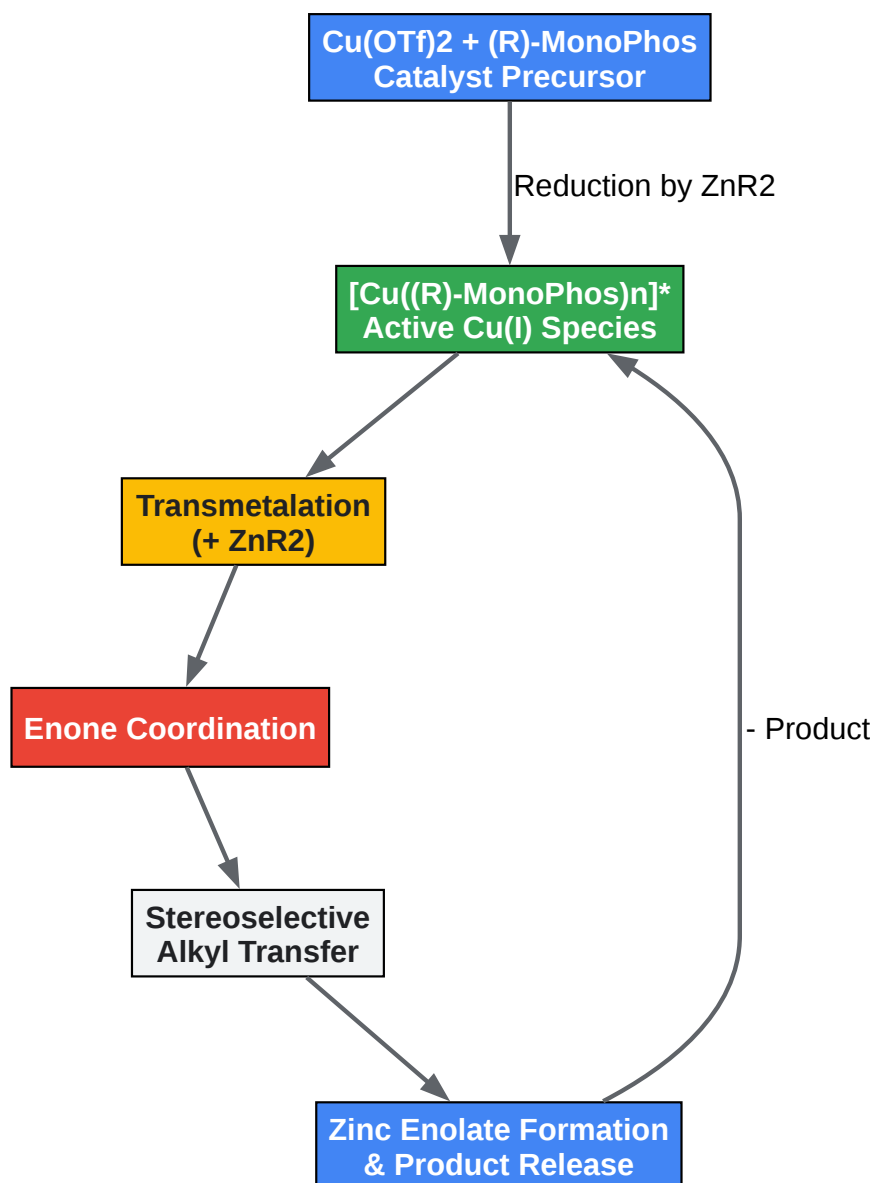 Cu(OTf)2 + (R)-MonoPhos
Catalyst Precursor
Reduction by ZnR2
[Cu((R)-MonoPhos)n]*
Active Cu(I) Species
Transmetalation
(+ ZnR2)
Enone Coordination
- Product
Stereoselective
Alkyl Transfer
Zinc Enolate Formation
& Product Release